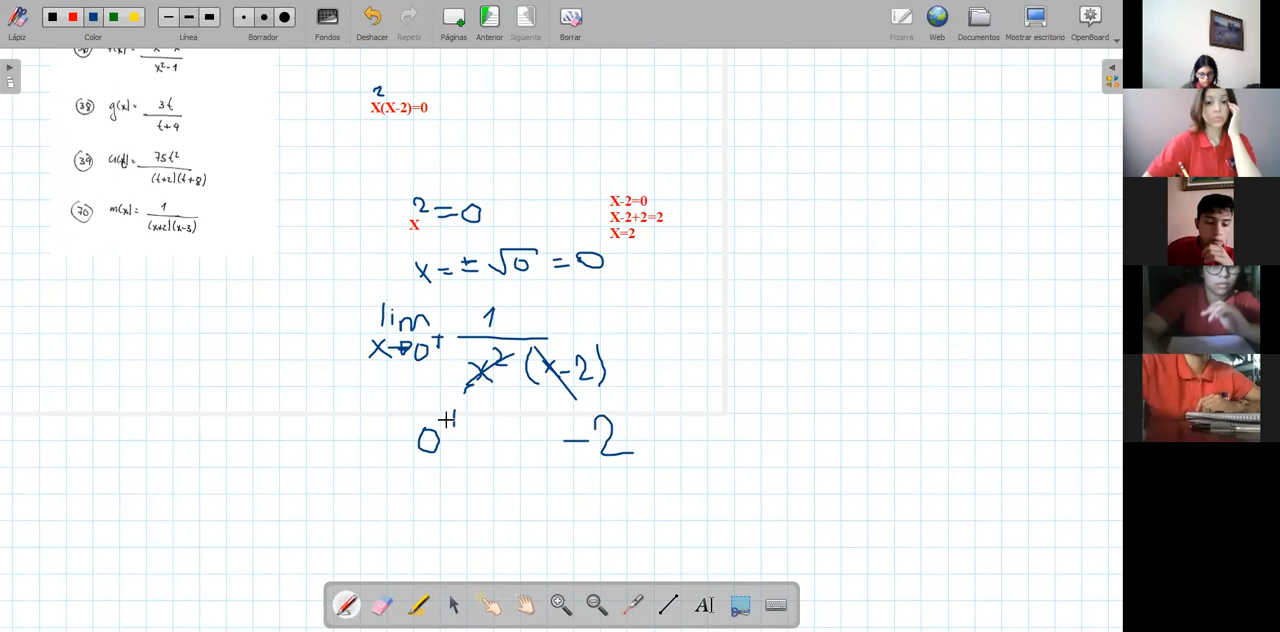 Lápiz
Color
Línea
Borrador
Fondos
Deshacer
Repetir
Páginas
Anterior
Siguiente
Borrar
Pizarra
Web
Documentos
Mostrar escritorio
OpenBoard
x²-1
38 g(x) = 3t
t+4
39 75t²
(t+2)(t+8)
70 m(x) = 1
(x+2)(x-3)
2
X(X-2)=0
x² = 0
x = ± √0 = 0
lim x→0⁺ 1
x² (x-2)
0⁺ -2
X-2=0
X-2+2=2
X=2